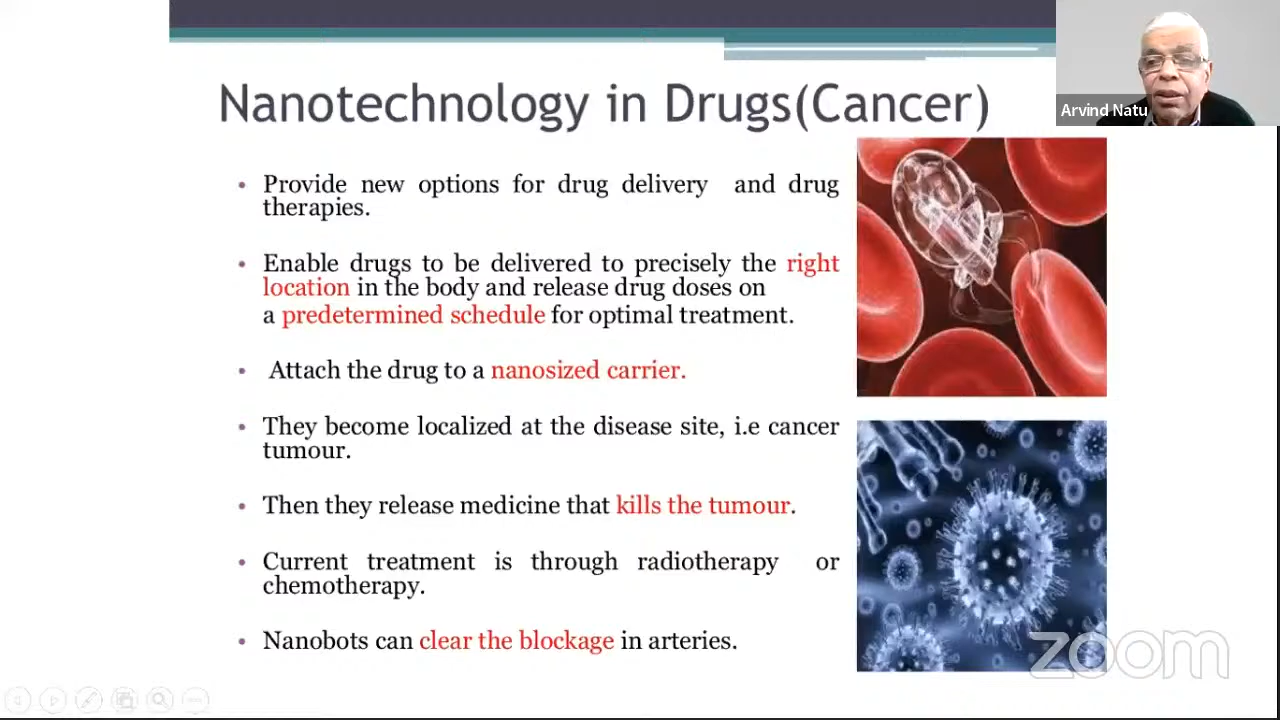 Nanotechnology in Drugs(Cancer)
Arvind Natu
• Provide new options for drug delivery and drug
therapies.
• Enable drugs to be delivered to precisely the right
location in the body and release drug doses on
a predetermined schedule for optimal treatment.
• Attach the drug to a nanosized carrier.
• They become localized at the disease site, i.e cancer
tumour.
• Then they release medicine that kills the tumour.
• Current treatment is through radiotherapy or
chemotherapy.
• Nanobots can clear the blockage in arteries.
zoom